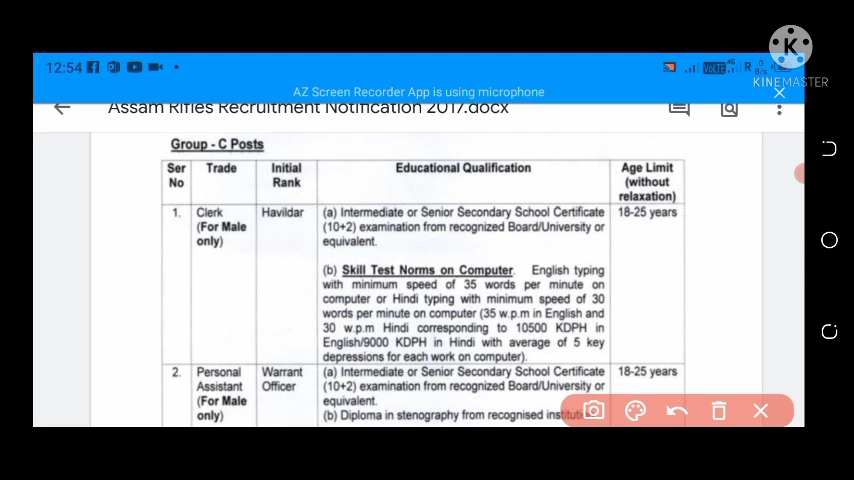 K
KINEMASTER
12:54
VoLTE 4G R 0 B/s
AZ Screen Recorder App is using microphone
Assam Rifles Recruitment Notification 2017.docx
Group - C Posts
Ser No Trade Initial Rank Educational Qualification Age Limit (without relaxation)
1. Clerk (For Male only) Havildar
(a) Intermediate or Senior Secondary School Certificate
(10+2) examination from recognized Board/University or
equivalent.
18-25 years
(b) Skill Test Norms on Computer. English typing
with minimum speed of 35 words per minute on
computer or Hindi typing with minimum speed of 30
words per minute on computer (35 w.p.m in English and
30 w.p.m Hindi corresponding to 10500 KDPH in
English/9000 KDPH in Hindi with average of 5 key
depressions for each work on computer).
2. Personal Assistant (For Male only) Warrant Officer
(a) Intermediate or Senior Secondary School Certificate
(10+2) examination from recognized Board/University or
equivalent.
(b) Diploma in stenography from recognised
18-25 years